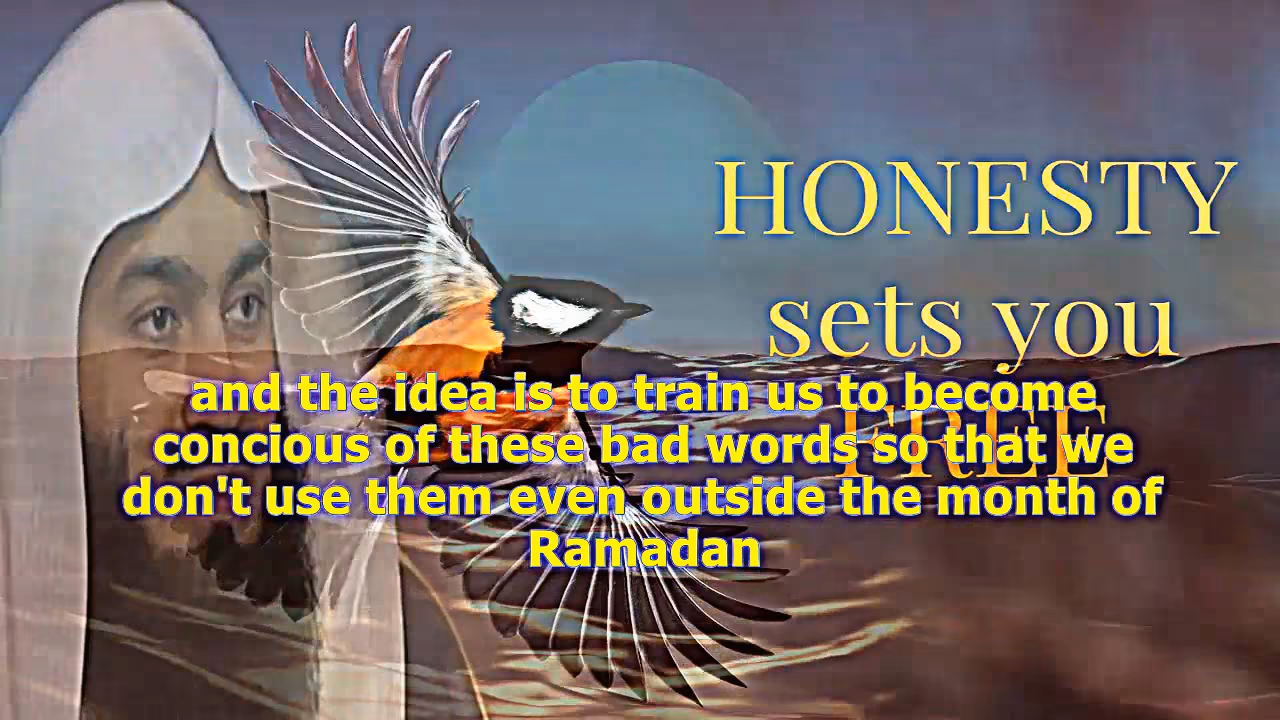 HONESTY
sets you
FREE
and the idea is to train us to become
concious of these bad words so that we
don't use them even outside the month of
Ramadan